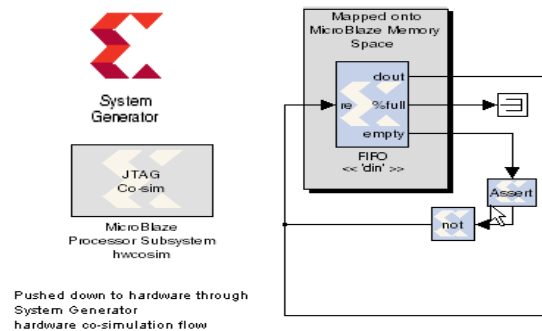 System
Generator
JTAG
Co-sim
MicroBlaze
Processor Subsystem
hwcosim
Pushed down to hardware through
System Generator
hardware co-simulation flow
Mapped onto
MicroBlaze Memory
Space
dout
re %full
empty
FIFO
<< 'din' >>
Assert
not